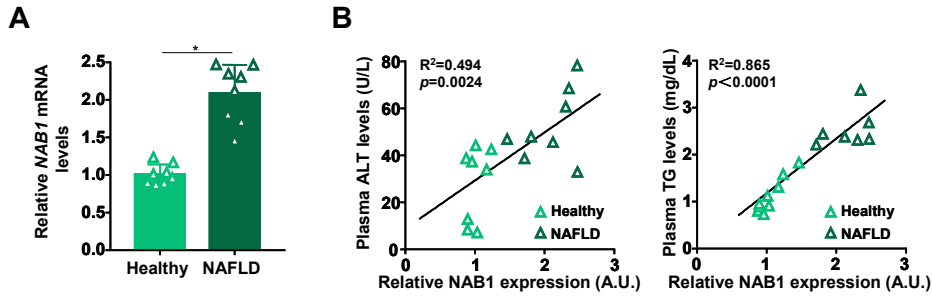 A
Relative NAB1 mRNA
levels
2.5
2.0
1.5
1.0
0.5
0.0
*
Healthy NAFLD
B
Plasma ALT levels (U/L)
80
60
40
20
0
R²=0.494
p=0.0024
Healthy
NAFLD
0 1 2 3
Relative NAB1 expression (A.U.)
Plasma TG levels (mg/dL)
4
3
2
1
0
R²=0.865
p<0.0001
Healthy
NAFLD
0 1 2 3
Relative NAB1 expression (A.U.)